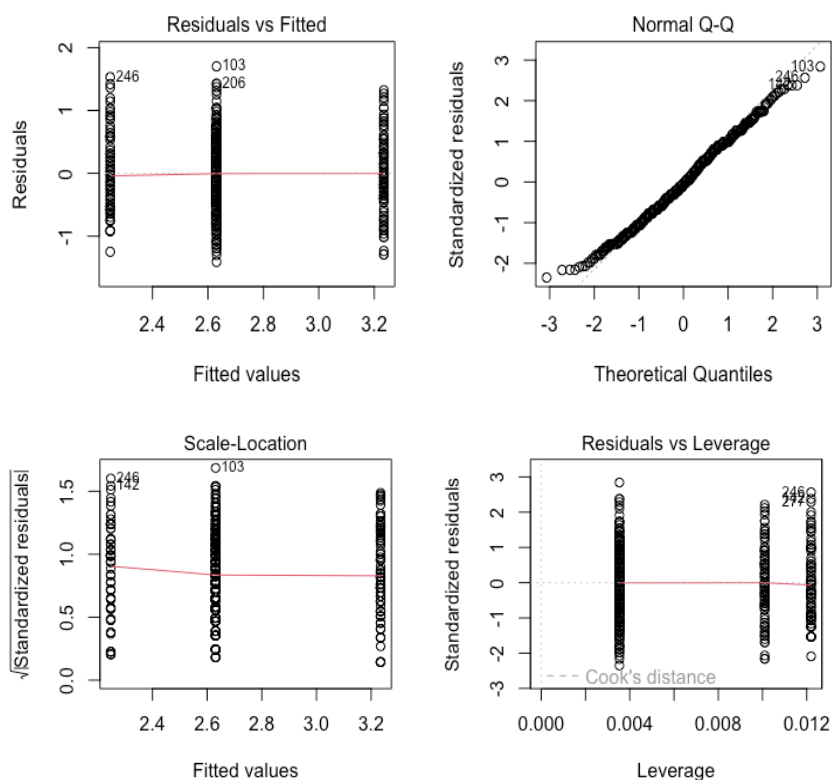 Residuals vs Fitted
Residuals
2
1
0
-1
246
103
206
2.4 2.6 2.8 3.0 3.2
Fitted values
Normal Q-Q
Standardized residuals
3
2
1
0
-1
-2
103
246
-3 -2 -1 0 1 2 3
Theoretical Quantiles
Scale-Location
√|Standardized residuals|
1.5
1.0
0.5
0.0
246
142
103
2.4 2.6 2.8 3.0 3.2
Fitted values
Residuals vs Leverage
Standardized residuals
3
2
1
0
-1
-2
-3
246
142
277
Cook's distance
0.000 0.004 0.008 0.012
Leverage